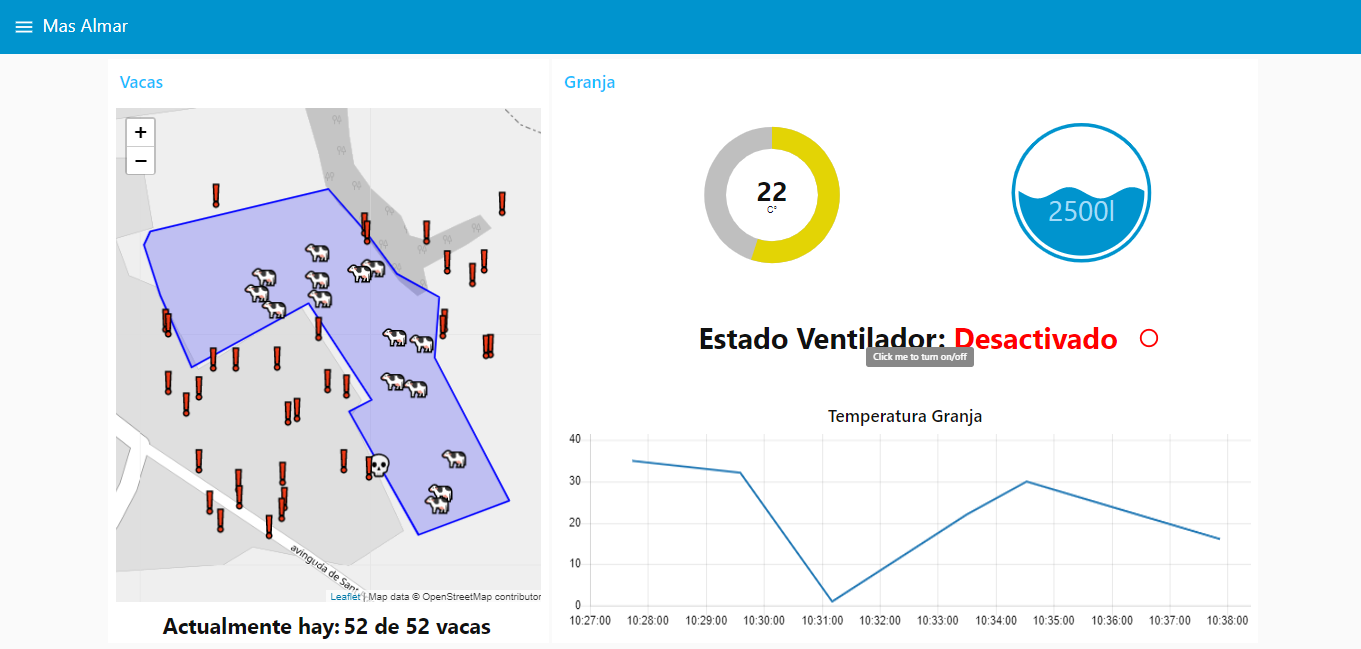 Mas Almar
Vacas
+
−
avinguda de Sant
Leaflet | Map data © OpenStreetMap contributor
Actualmente hay: 52 de 52 vacas
Granja
22
C°
2500l
Estado Ventilador: Desactivado
Click me to turn on/off
Temperatura Granja
40
30
20
10
0
10:27:00 10:28:00 10:29:00 10:30:00 10:31:00 10:32:00 10:33:00 10:34:00 10:35:00 10:36:00 10:37:00 10:38:00